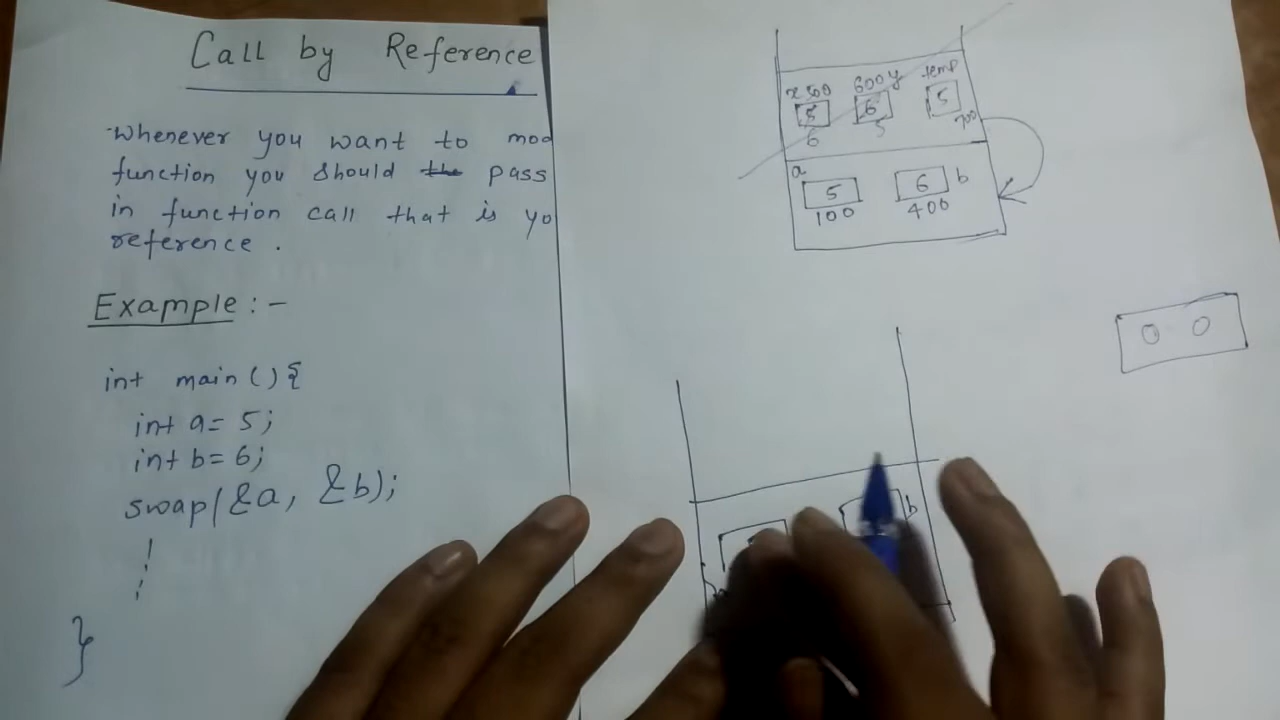 Call by Reference
Whenever you want to mod
function you should the pass
in function call that is yo
reference.
Example :-
int main(){
int a= 5;
int b= 6;
swap(&a, &b);
}
x 500 600 y temp
5 6 5
6 5 700
a
5 6 b
100 400
0 0
b